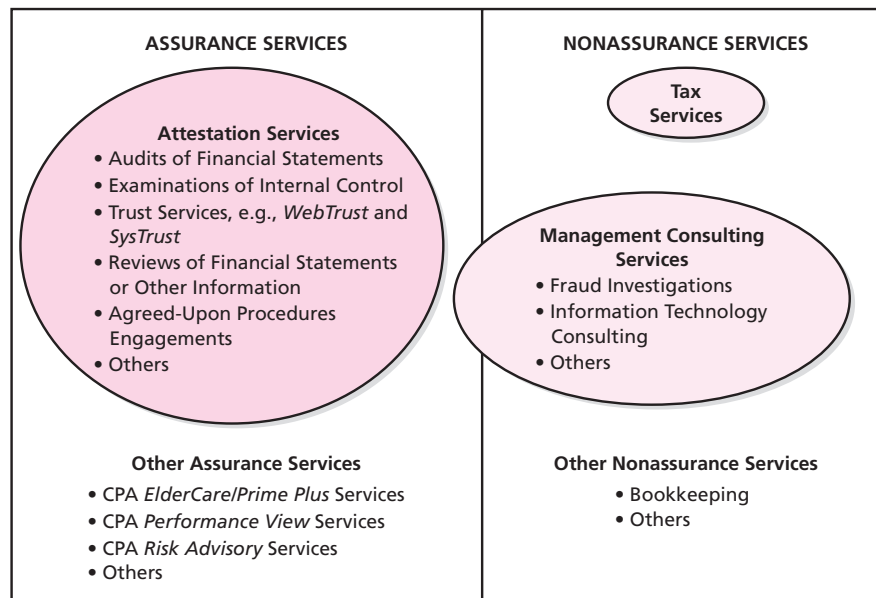 ASSURANCE SERVICES
Attestation Services
• Audits of Financial Statements
• Examinations of Internal Control
• Trust Services, e.g., WebTrust and
SysTrust
• Reviews of Financial Statements
or Other Information
• Agreed-Upon Procedures
Engagements
• Others
Other Assurance Services
• CPA ElderCare/Prime Plus Services
• CPA Performance View Services
• CPA Risk Advisory Services
• Others
NONASSURANCE SERVICES
Tax
Services
Management Consulting
Services
• Fraud Investigations
• Information Technology
Consulting
• Others
Other Nonassurance Services
• Bookkeeping
• Others